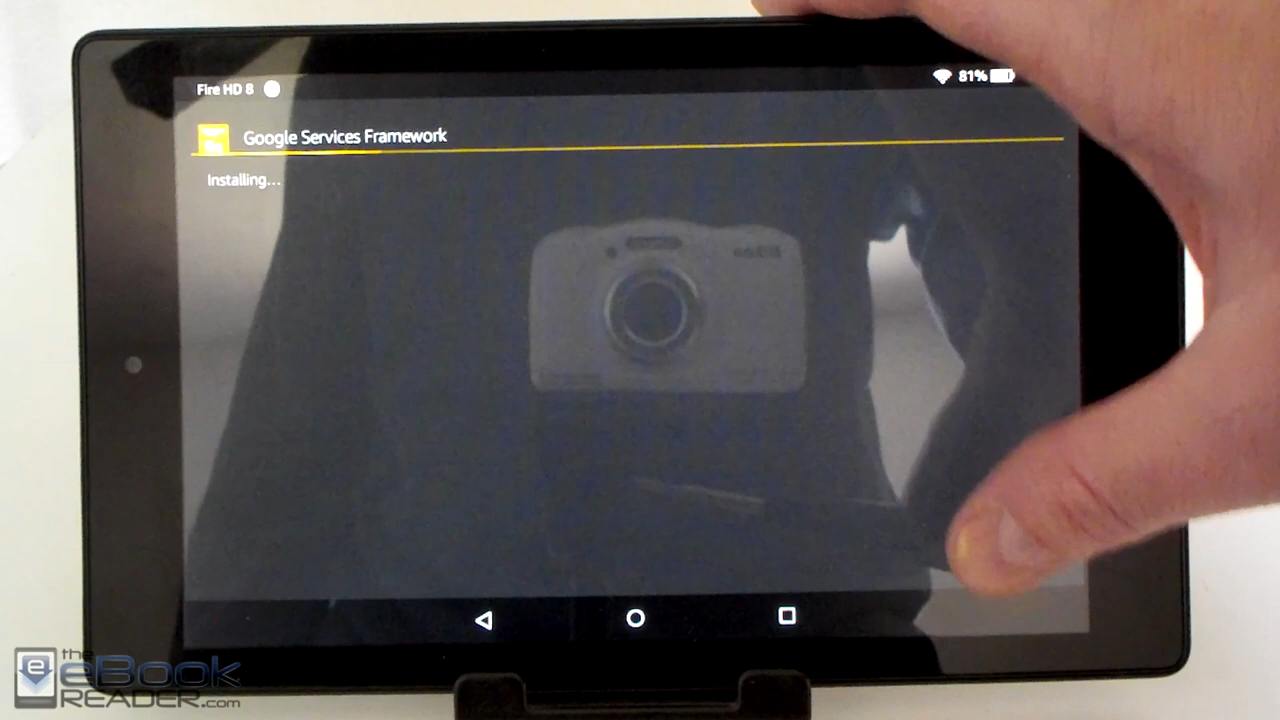 Fire HD 8
81%
Google Services Framework
Installing...
the
eBook
READER.com